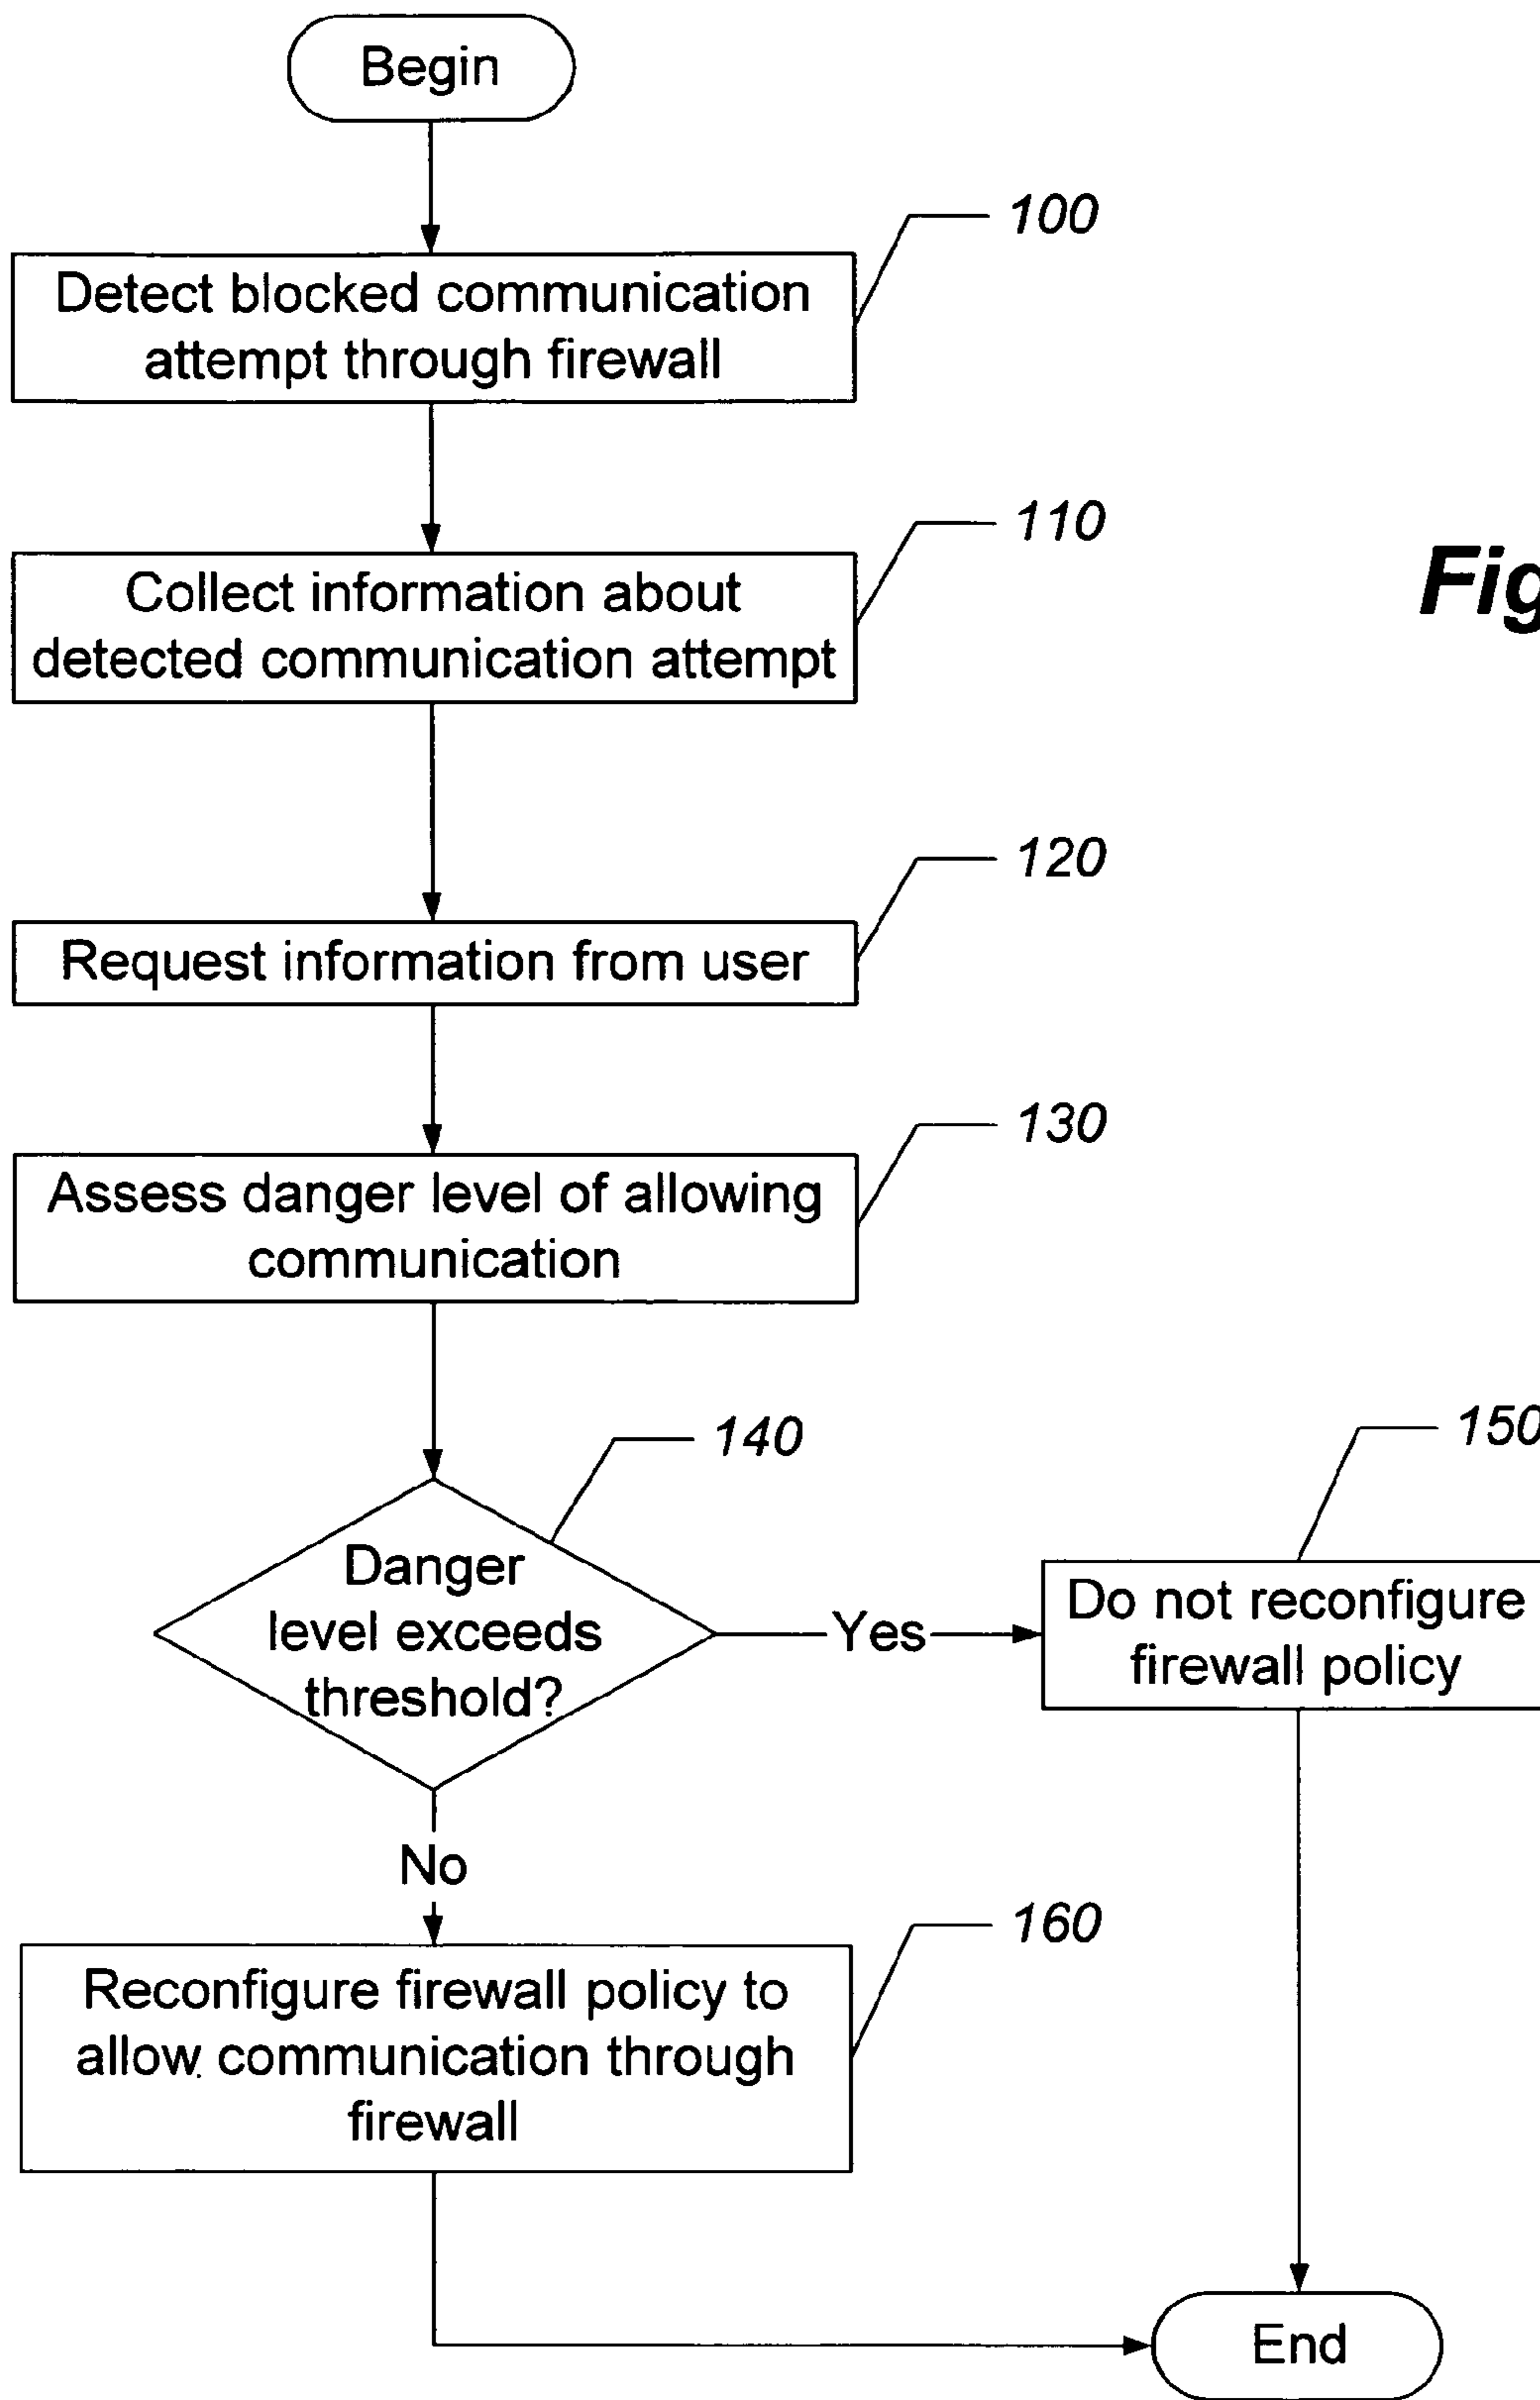 Begin
100
Detect blocked communication
attempt through firewall
110
Collect information about
detected communication attempt
Fig
120
Request information from user
130
Assess danger level of allowing
communication
140
Danger
level exceeds
threshold?
Yes
150
Do not reconfigure
firewall policy
No
160
Reconfigure firewall policy to
allow communication through
firewall
End